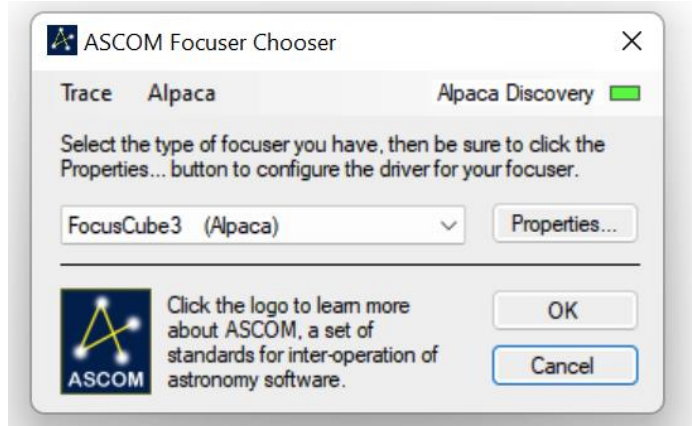 ASCOM Focuser Chooser
Trace Alpaca Alpaca Discovery
Select the type of focuser you have, then be sure to click the
Properties... button to configure the driver for your focuser.
FocusCube3 (Alpaca) Properties...
Click the logo to learn more
about ASCOM, a set of
standards for inter-operation of
astronomy software.
ASCOM
OK
Cancel